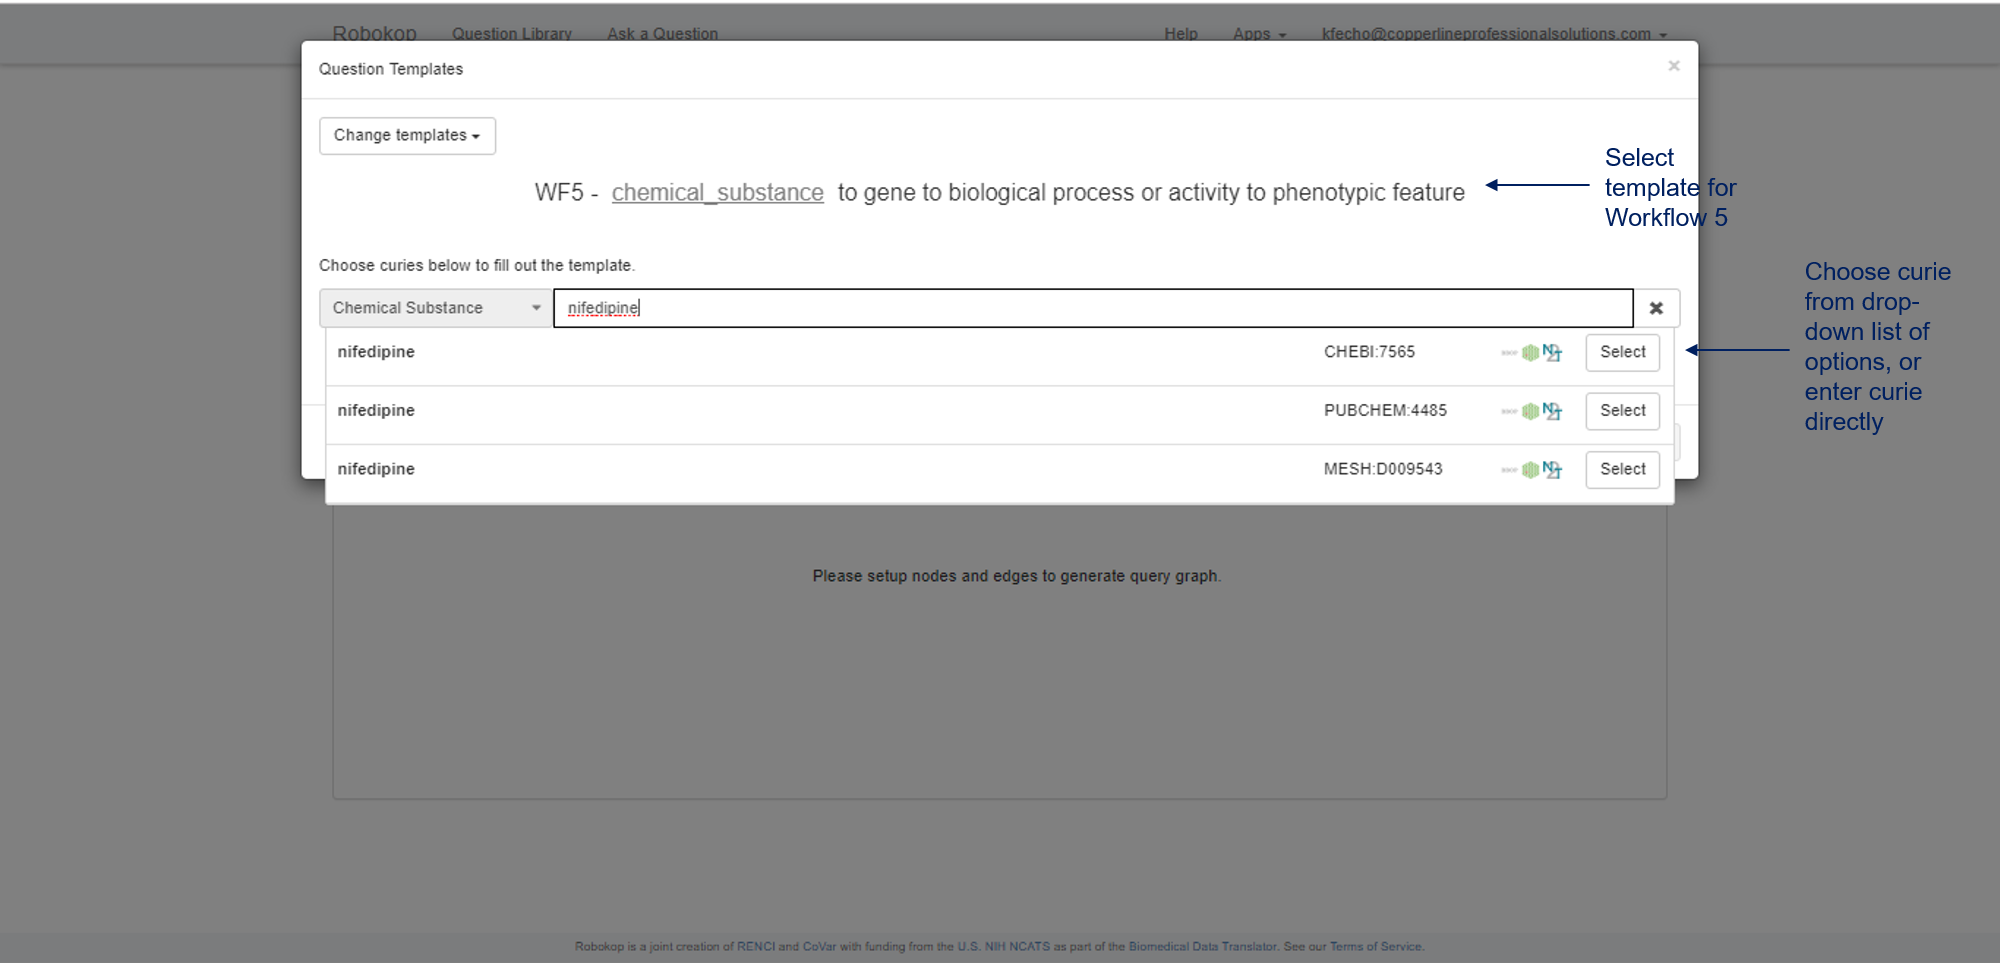 Robokop Question Library Ask a Question Help Apps kfecho@copperlineprofessionalsolutions.com
Question Templates
×
Change templates
WF5 - chemical_substance to gene to biological process or activity to phenotypic feature
Select
template for
Workflow 5
Choose curies below to fill out the template.
Chemical Substance nifedipine
nifedipine CHEBI:7565 Select
nifedipine PUBCHEM:4485 Select
nifedipine MESH:D009543 Select
Choose curie
from drop-
down list of
options, or
enter curie
directly
Please setup nodes and edges to generate query graph.
Robokop is a joint creation of RENCI and CoVar with funding from the U.S. NIH NCATS as part of the Biomedical Data Translator. See our Terms of Service.